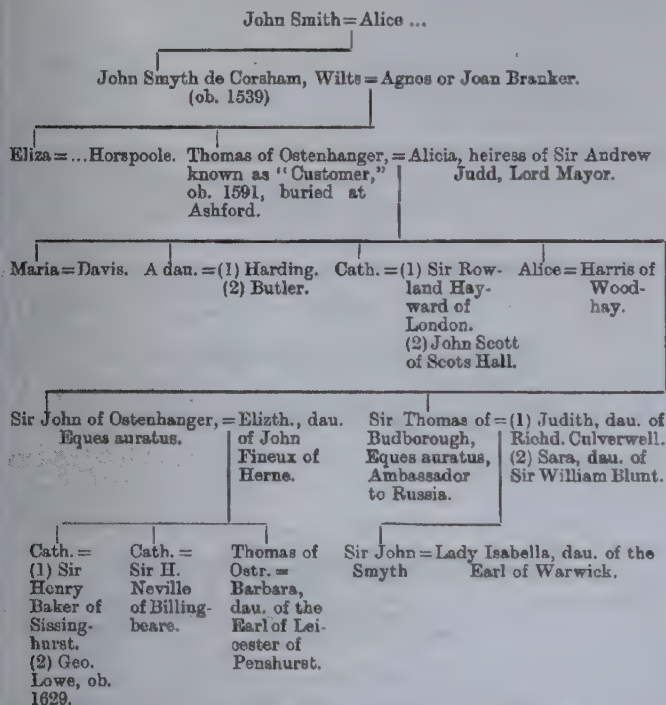 John Smith = Alice ...
John Smyth de Corsham, Wilts = Agnos or Joan Branker.
(ob. 1539)
Eliza = ... Horspoole.
Thomas of Ostenhanger, = Alicia, heiress of Sir Andrew
known as "Customer,"
Judd, Lord Mayor.
ob. 1591, buried at
Ashford.
Maria = Davis.
A dan. = (1) Harding.
(2) Butler.
Cath. = (1) Sir Row-
land Hay-
ward of
London.
(2) John Scott
of Scots Hall.
Alice = Harris of
Wood-
hay.
Sir John of Ostenhanger, = Elizth., dau.
Eques auratus.
of John
Fineux of
Herne.
Sir Thomas of = (1) Judith, dau. of
Budborough,
Richd. Culverwell.
Eques auratus,
(2) Sara, dau. of
Ambassador
Sir William Blunt.
to Russia.
Cath. =
(1) Sir
Henry
Baker of
Sissing-
hurst.
(2) Geo.
Lowe, ob.
1629.
Cath. =
Sir H.
Neville
of Billing-
beare.
Thomas of
Ostr. =
Barbara,
dau. of the
Earl of Lei-
cester of
Penshurst.
Sir John = Lady Isabella, dau. of the
Smyth
Earl of Warwick.